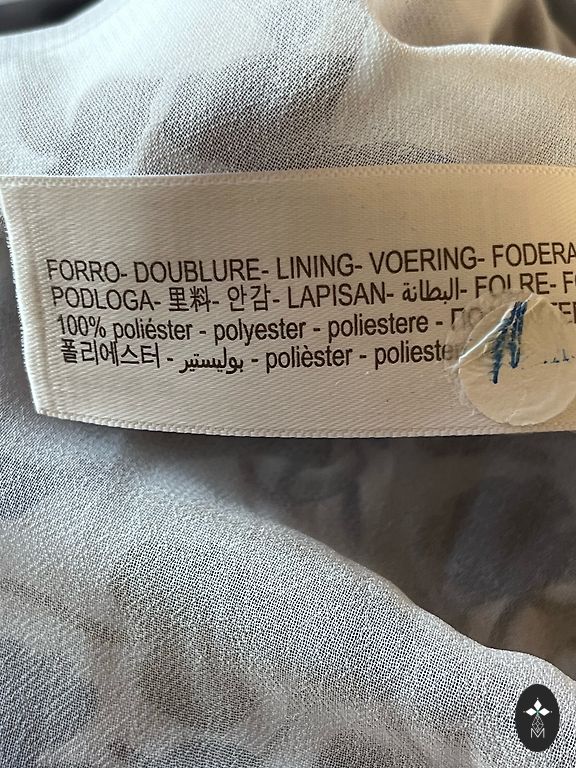 FORRO- DOUBLURE- LINING- VOERING- FODERA
PODLOGA- 里料- 안감- LAPISAN- البطانة- FOLRE- FO
100% poliéster - polyester - poliestere -
폴리에스터 - بوليستير - polièster - poliester
M